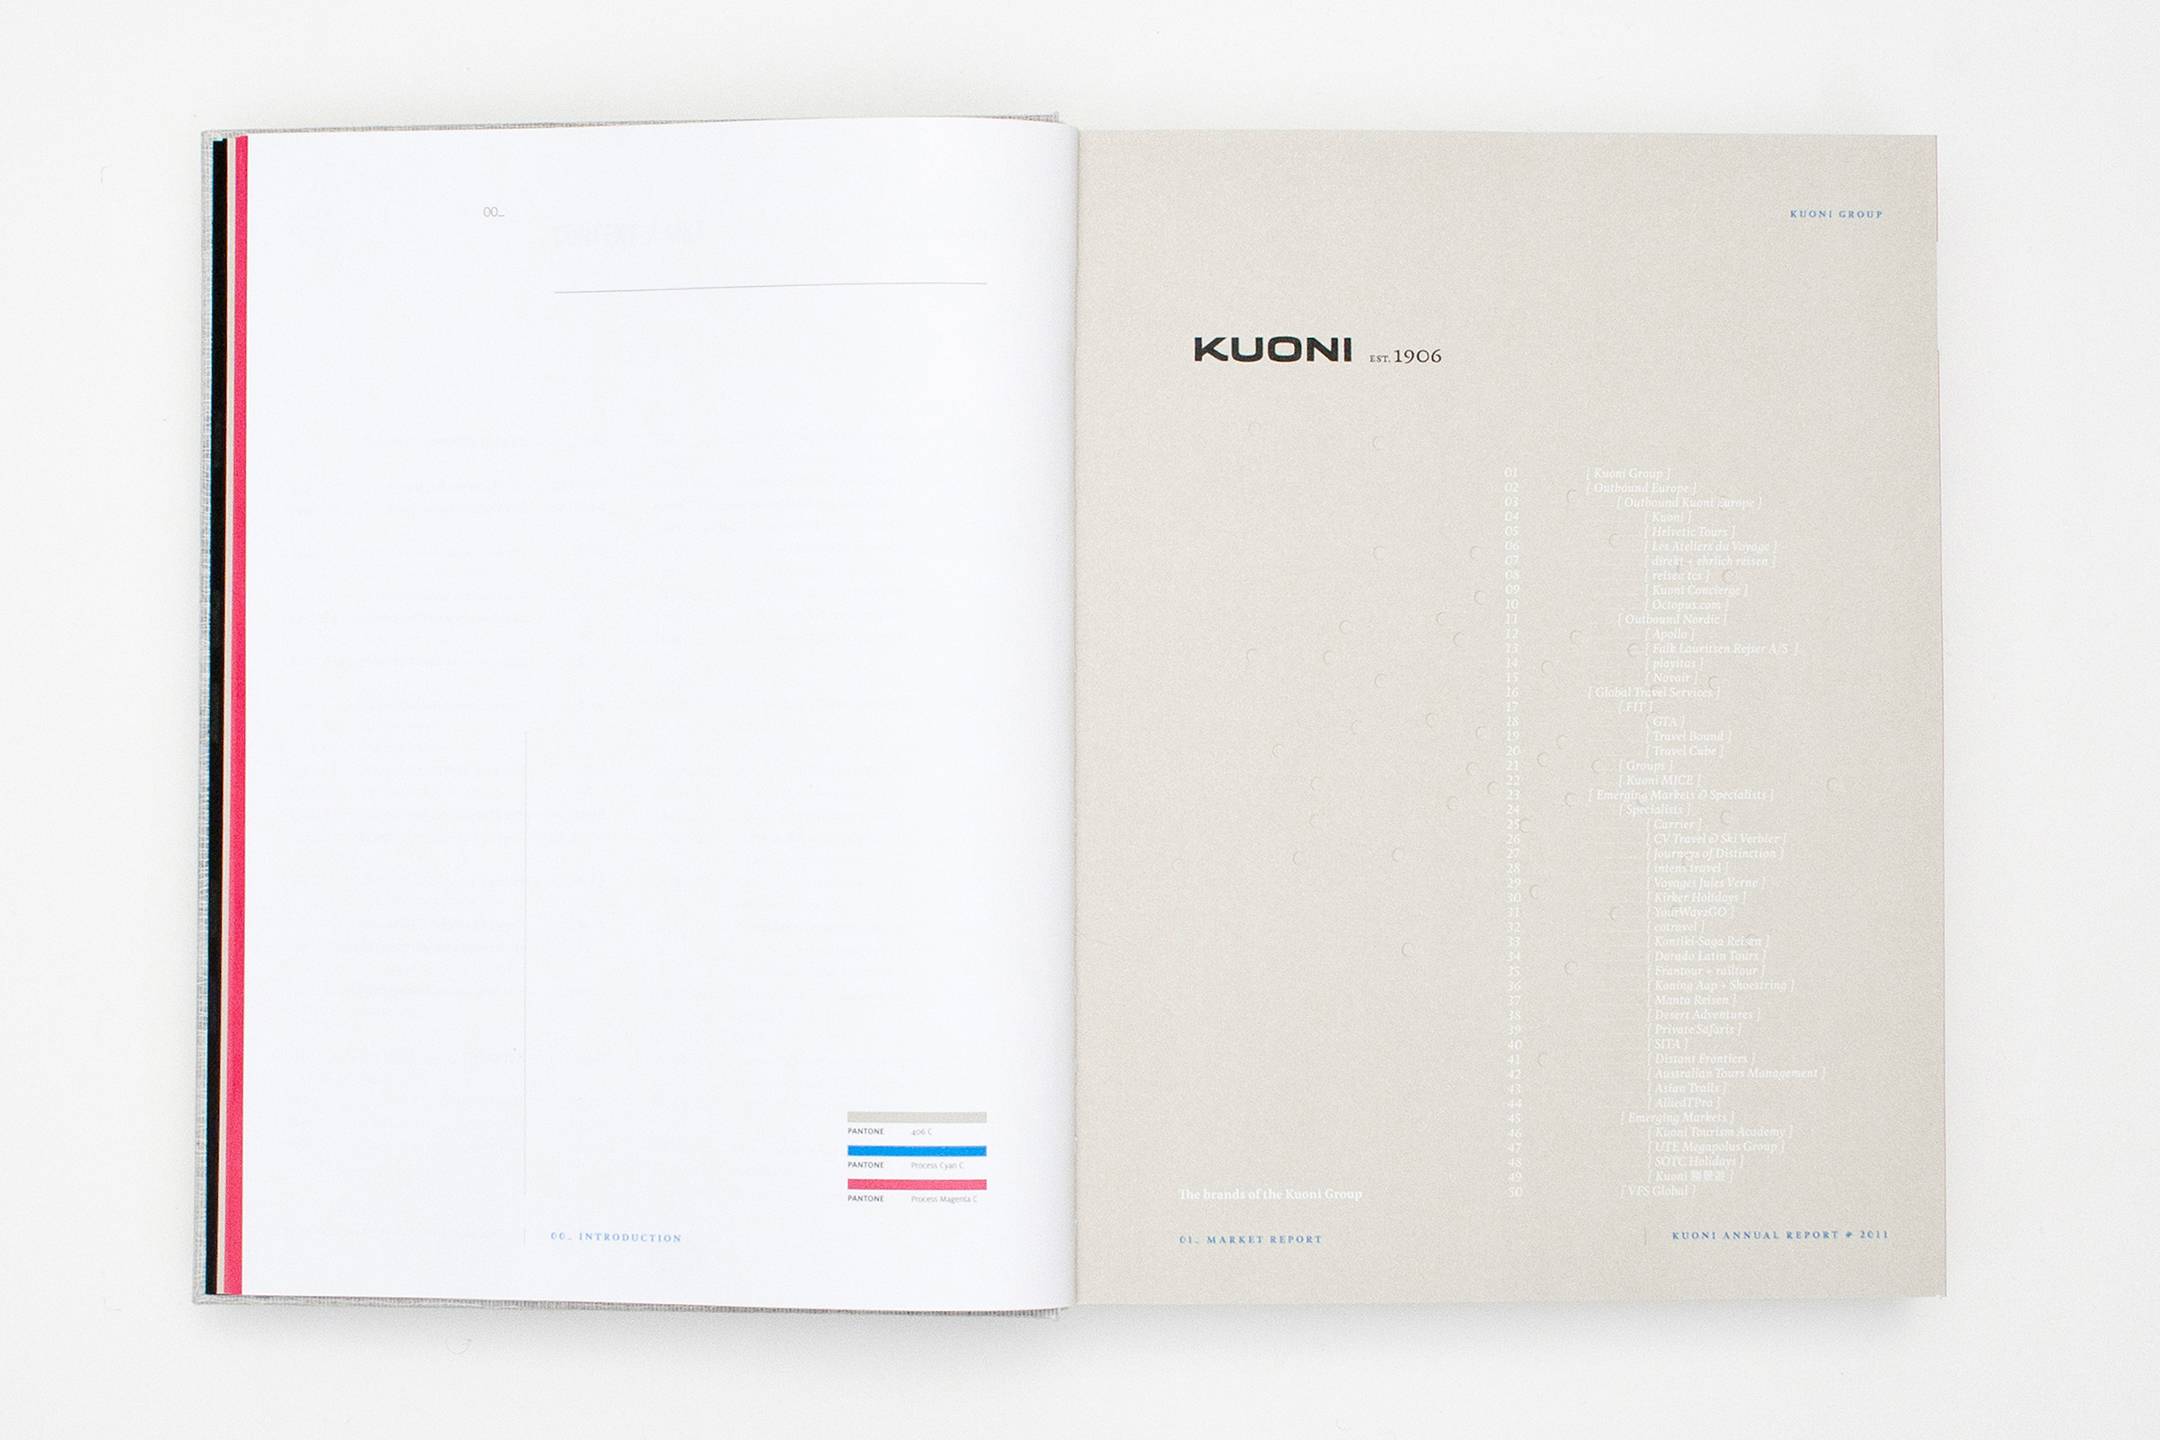 00_
PANTONE 406 C
PANTONE Process Cyan C
PANTONE Process Magenta C
00_ INTRODUCTION
KUONI GROUP
KUONI EST. 1906
01 [ Kuoni Group ]
02 [ Outbound Europe ]
03 [ Outbound Kuoni Europe ]
04 [ Kuoni ]
05 [ Helvetic Tours ]
06 [ Les Ateliers du Voyage ]
07 [ direkt + ehrlich reisen ]
08 [ reisen tcs ]
09 [ Kuoni Concierge ]
10 [ Octopus.com ]
11 [ Outbound Nordic ]
12 [ Apollo ]
13 [ Falk Lauritsen Rejser A/S ]
14 [ playitas ]
15 [ Novair ]
16 [ Global Travel Services ]
17 [ FIT ]
18 [ GTA ]
19 [ Travel Bound ]
20 [ Travel Cube ]
21 [ Groups ]
22 [ Kuoni MICE ]
23 [ Emerging Markets & Specialists ]
24 [ Specialists ]
25 [ Carrier ]
26 [ CV Travel & Ski Verbier ]
27 [ Journeys of Distinction ]
28 [ intens travel ]
29 [ Voyages Jules Verne ]
30 [ Kirker Holidays ]
31 [ YourWay2GO ]
32 [ cotravel ]
33 [ Kontiki-Saga Reisen ]
34 [ Dorado Latin Tours ]
35 [ Frantour + railtour ]
36 [ Koning Aap + Shoestring ]
37 [ Manta Reisen ]
38 [ Desert Adventures ]
39 [ Private Safaris ]
40 [ SITA ]
41 [ Distant Frontiers ]
42 [ Australian Tours Management ]
43 [ Asian Trails ]
44 [ AlliedTPro ]
45 [ Emerging Markets ]
46 [ Kuoni Tourism Academy ]
47 [ UTE Megapolus Group ]
48 [ SOTC Holidays ]
49 [ Kuoni 勝景遊 ]
50 [ VFS Global ]
The brands of the Kuoni Group
01_ MARKET REPORT
KUONI ANNUAL REPORT # 2011